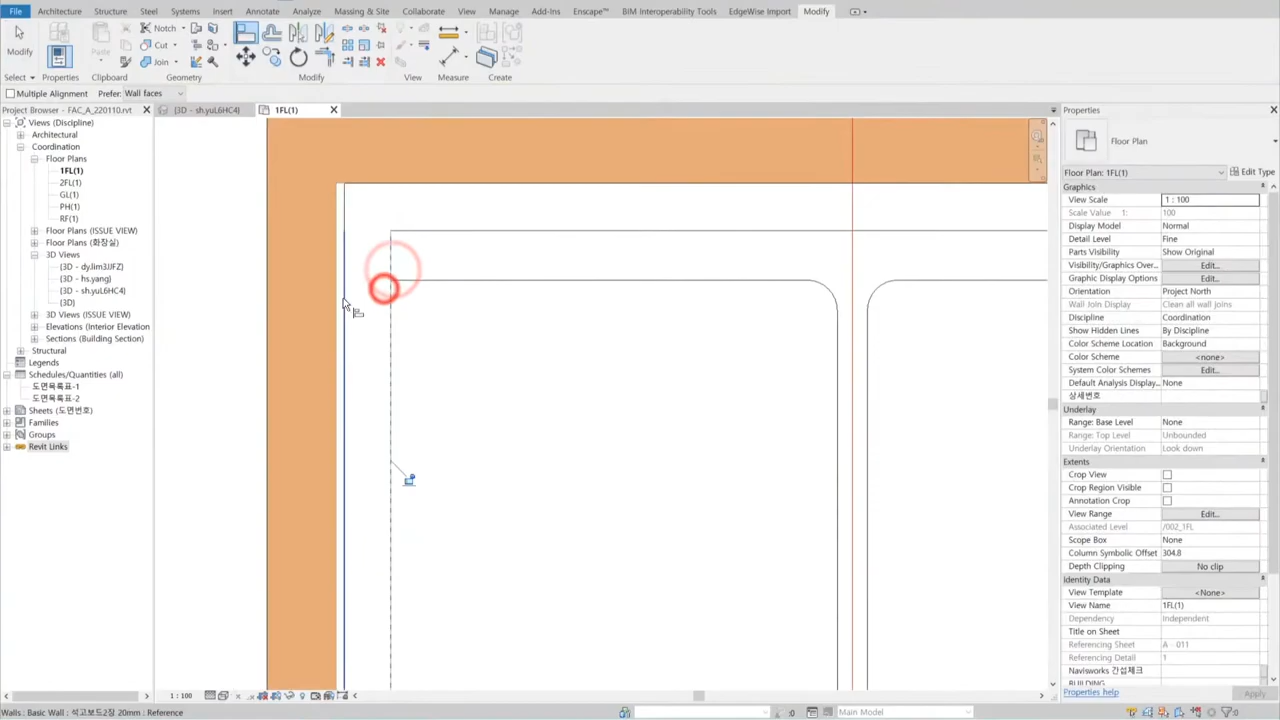 File Architecture Structure Steel Systems Insert Annotate Analyze Massing & Site Collaborate View Manage Add-Ins Enscape™ BIM Interoperability Tools EdgeWise Import Modify
Modify Paste Notch Cut Join
Select Properties Clipboard Geometry Modify View Measure Create
Multiple Alignment Prefer: Wall faces
Project Browser - FAC_A_220110.rvt
{3D - sh.yuL6HC4} 1FL(1)
Views (Discipline)
Architectural
Coordination
Floor Plans
1FL(1)
2FL(1)
GL(1)
PH(1)
RF(1)
Floor Plans (ISSUE VIEW)
Floor Plans (화장실)
3D Views
{3D - dy.lim3JJFZ}
{3D - hs.yang}
{3D - sh.yuL6HC4}
{3D}
3D Views (ISSUE VIEW)
Elevations (Interior Elevation
Sections (Building Section)
Structural
Legends
Schedules/Quantities (all)
도면목록표-1
도면목록표-2
Sheets (도면번호)
Families
Groups
Revit Links
Properties
Floor Plan
Floor Plan: 1FL(1) Edit Type
Graphics
View Scale 1 : 100
Scale Value 1: 100
Display Model Normal
Detail Level Fine
Parts Visibility Show Original
Visibility/Graphics Over... Edit...
Graphic Display Options Edit...
Orientation Project North
Wall Join Display Clean all wall joins
Discipline Coordination
Show Hidden Lines By Discipline
Color Scheme Location Background
Color Scheme <none>
System Color Schemes Edit...
Default Analysis Display... None
상세번호
Underlay
Range: Base Level None
Range: Top Level Unbounded
Underlay Orientation Look down
Extents
Crop View
Crop Region Visible
Annotation Crop
View Range Edit...
Associated Level /002_1FL
Scope Box None
Column Symbolic Offset 304.8
Depth Clipping No clip
Identity Data
View Template <None>
View Name 1FL(1)
Dependency Independent
Title on Sheet
Referencing Sheet A - 011
Referencing Detail 1
Navisworks 간섭체크
BUILDING
Properties help Apply
1 : 100
Walls : Basic Wall : 석고보드2장 20mm : Reference
:0 Main Model :0